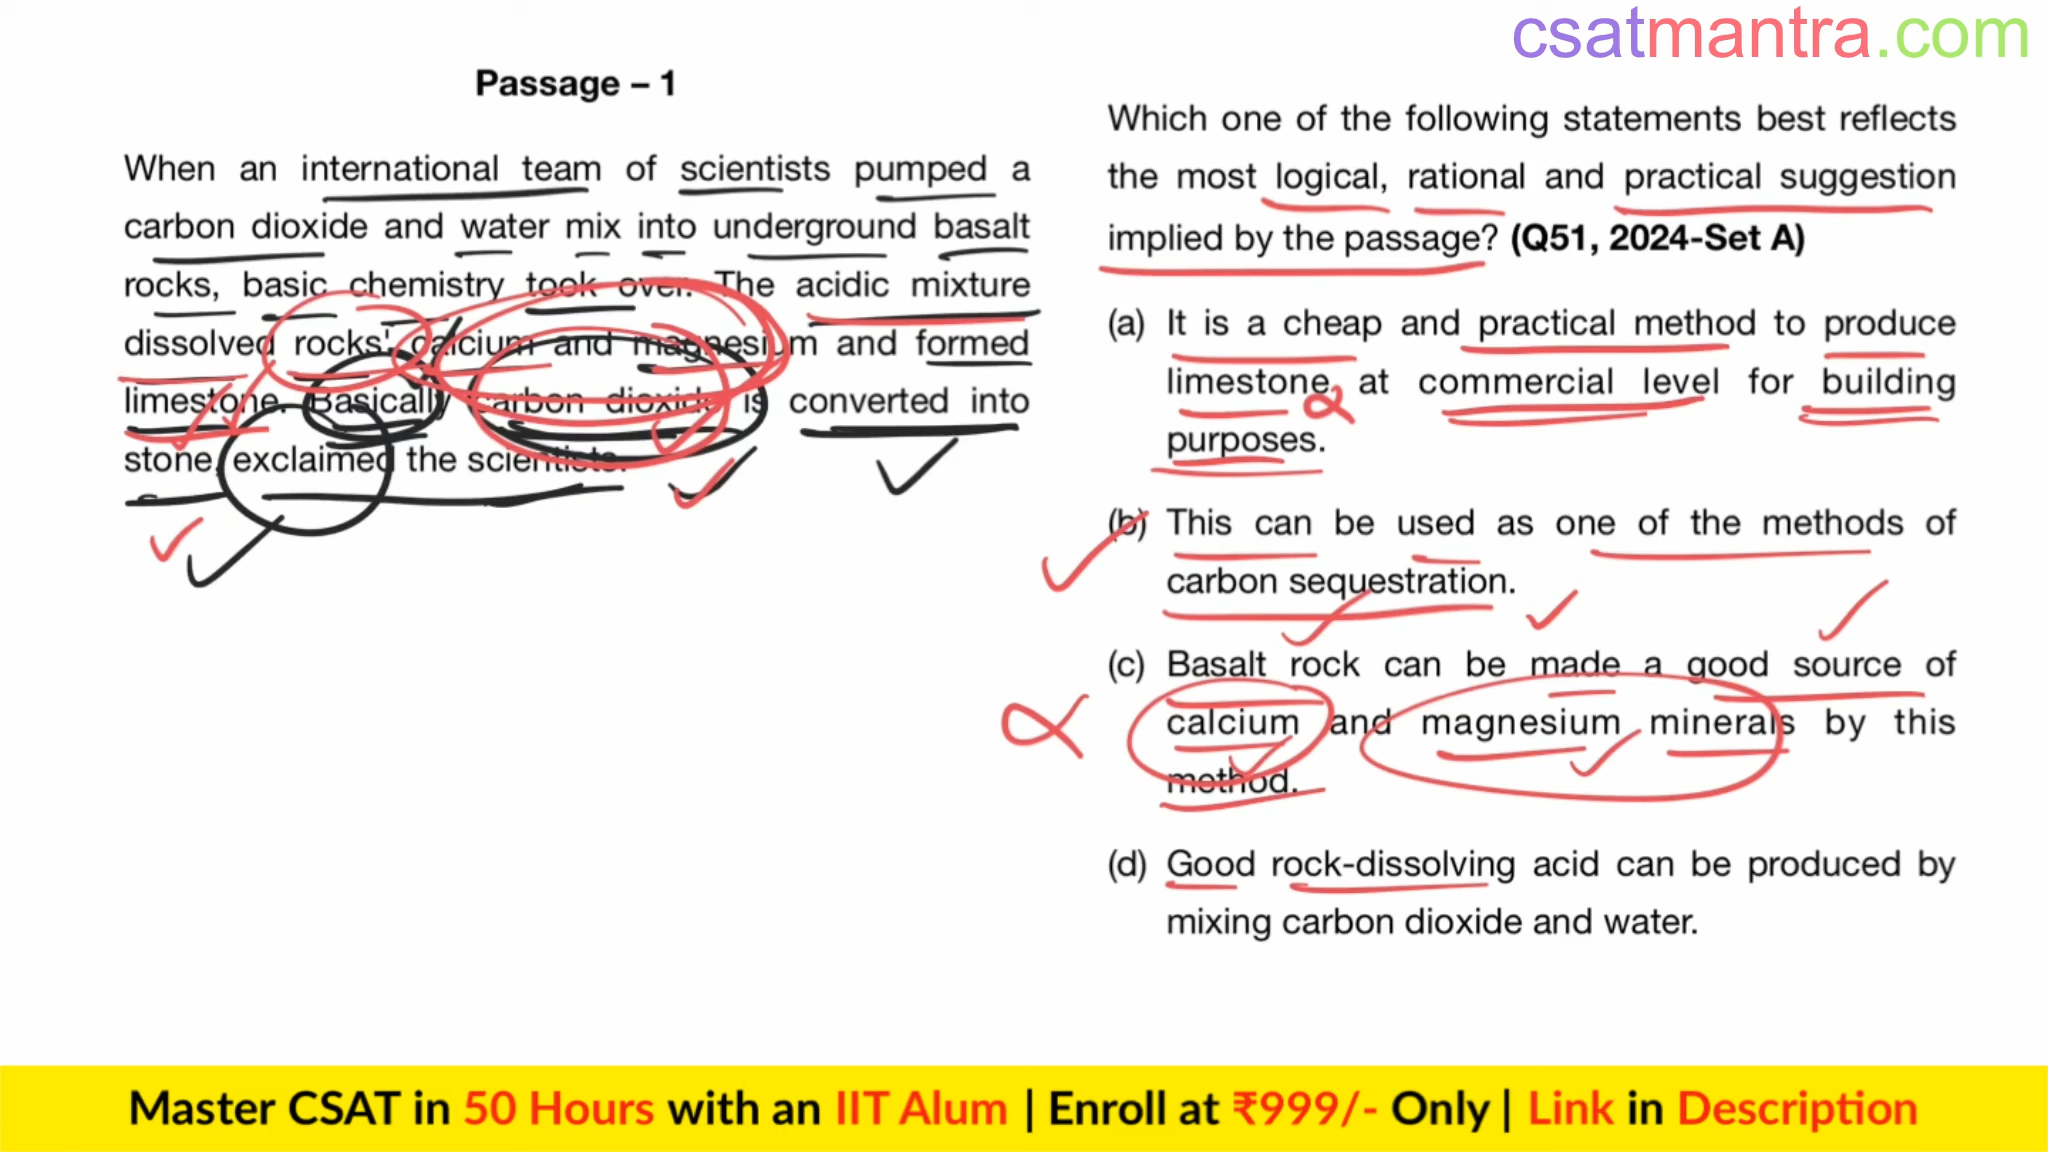 csatmantra.com
Passage – 1
When an international team of scientists pumped a
carbon dioxide and water mix into underground basalt
rocks, basic chemistry took over. The acidic mixture
dissolved rocks' calcium and magnesium and formed
limestone. Basically carbon dioxide is converted into
stone, exclaimed the scientists.
Which one of the following statements best reflects
the most logical, rational and practical suggestion
implied by the passage? (Q51, 2024-Set A)
(a) It is a cheap and practical method to produce
limestone at commercial level for building
purposes.
(b) This can be used as one of the methods of
carbon sequestration.
(c) Basalt rock can be made a good source of
calcium and magnesium minerals by this
method.
(d) Good rock-dissolving acid can be produced by
mixing carbon dioxide and water.
Master CSAT in 50 Hours with an IIT Alum | Enroll at ₹999/- Only | Link in Description